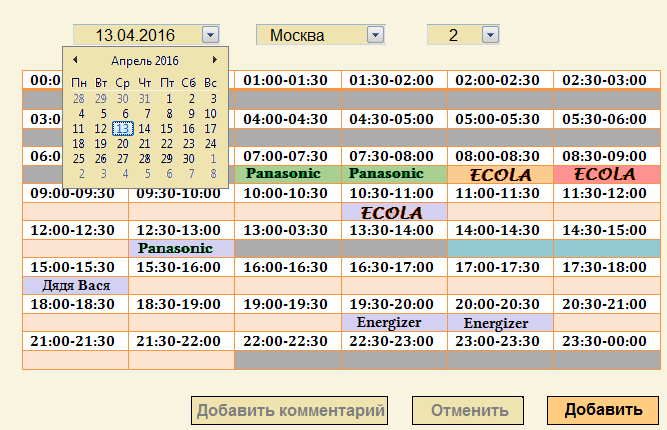 13.04.2016 Москва 2
Апрель 2016
Пн Вт Ср Чт Пт Сб Вс
28 29 30 31 1 2 3
4 5 6 7 8 9 10
11 12 13 14 15 16 17
18 19 20 21 22 23 24
25 26 27 28 29 30 1
2 3 4 5 6 7 8
00:0 01:00-01:30 01:30-02:00 02:00-02:30 02:30-03:00
03:0 04:00-04:30 04:30-05:00 05:00-05:30 05:30-06:00
06:0 07:00-07:30 07:30-08:00 08:00-08:30 08:30-09:00
Panasonic Panasonic ECOLA ECOLA
09:00-09:30 09:30-10:00 10:00-10:30 10:30-11:00 11:00-11:30 11:30-12:00
ECOLA
12:00-12:30 12:30-13:00 13:00-03:30 13:30-14:00 14:00-14:30 14:30-15:00
Panasonic
15:00-15:30 15:30-16:00 16:00-16:30 16:30-17:00 17:00-17:30 17:30-18:00
Дядя Вася
18:00-18:30 18:30-19:00 19:00-19:30 19:30-20:00 20:00-20:30 20:30-21:00
Energizer Energizer
21:00-21:30 21:30-22:00 22:00-22:30 22:30-23:00 23:00-23:30 23:30-00:00
Добавить комментарий Отменить Добавить